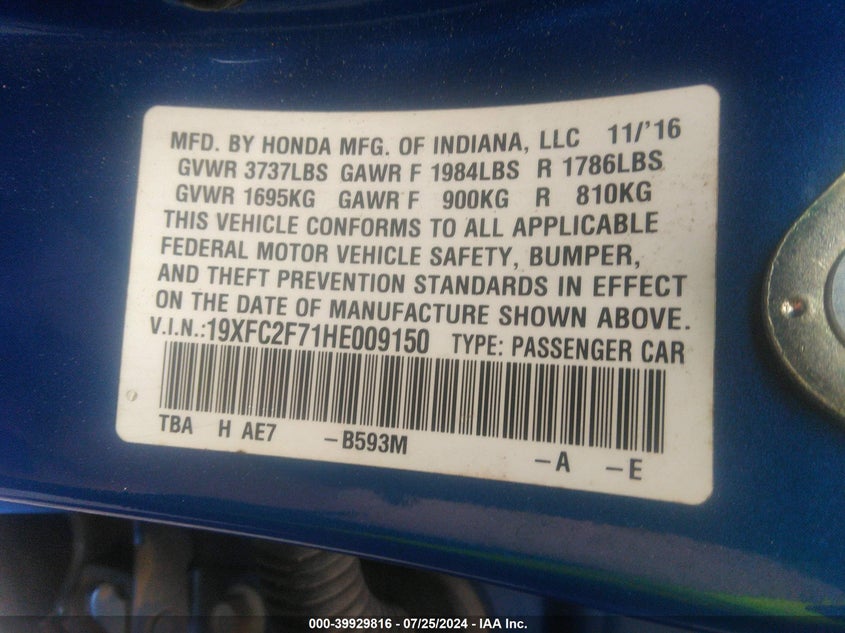 MFD. BY HONDA MFG. OF INDIANA, LLC 11/'16
GVWR 3737LBS GAWR F 1984LBS R 1786LBS
GVWR 1695KG GAWR F 900KG R 810KG
THIS VEHICLE CONFORMS TO ALL APPLICABLE
FEDERAL MOTOR VEHICLE SAFETY, BUMPER,
AND THEFT PREVENTION STANDARDS IN EFFECT
ON THE DATE OF MANUFACTURE SHOWN ABOVE.
V.I.N.:19XFC2F71HE009150 TYPE: PASSENGER CAR
TBA H AE7 -B593M -A -E
000-39929816 - 07/25/2024 - IAA Inc.